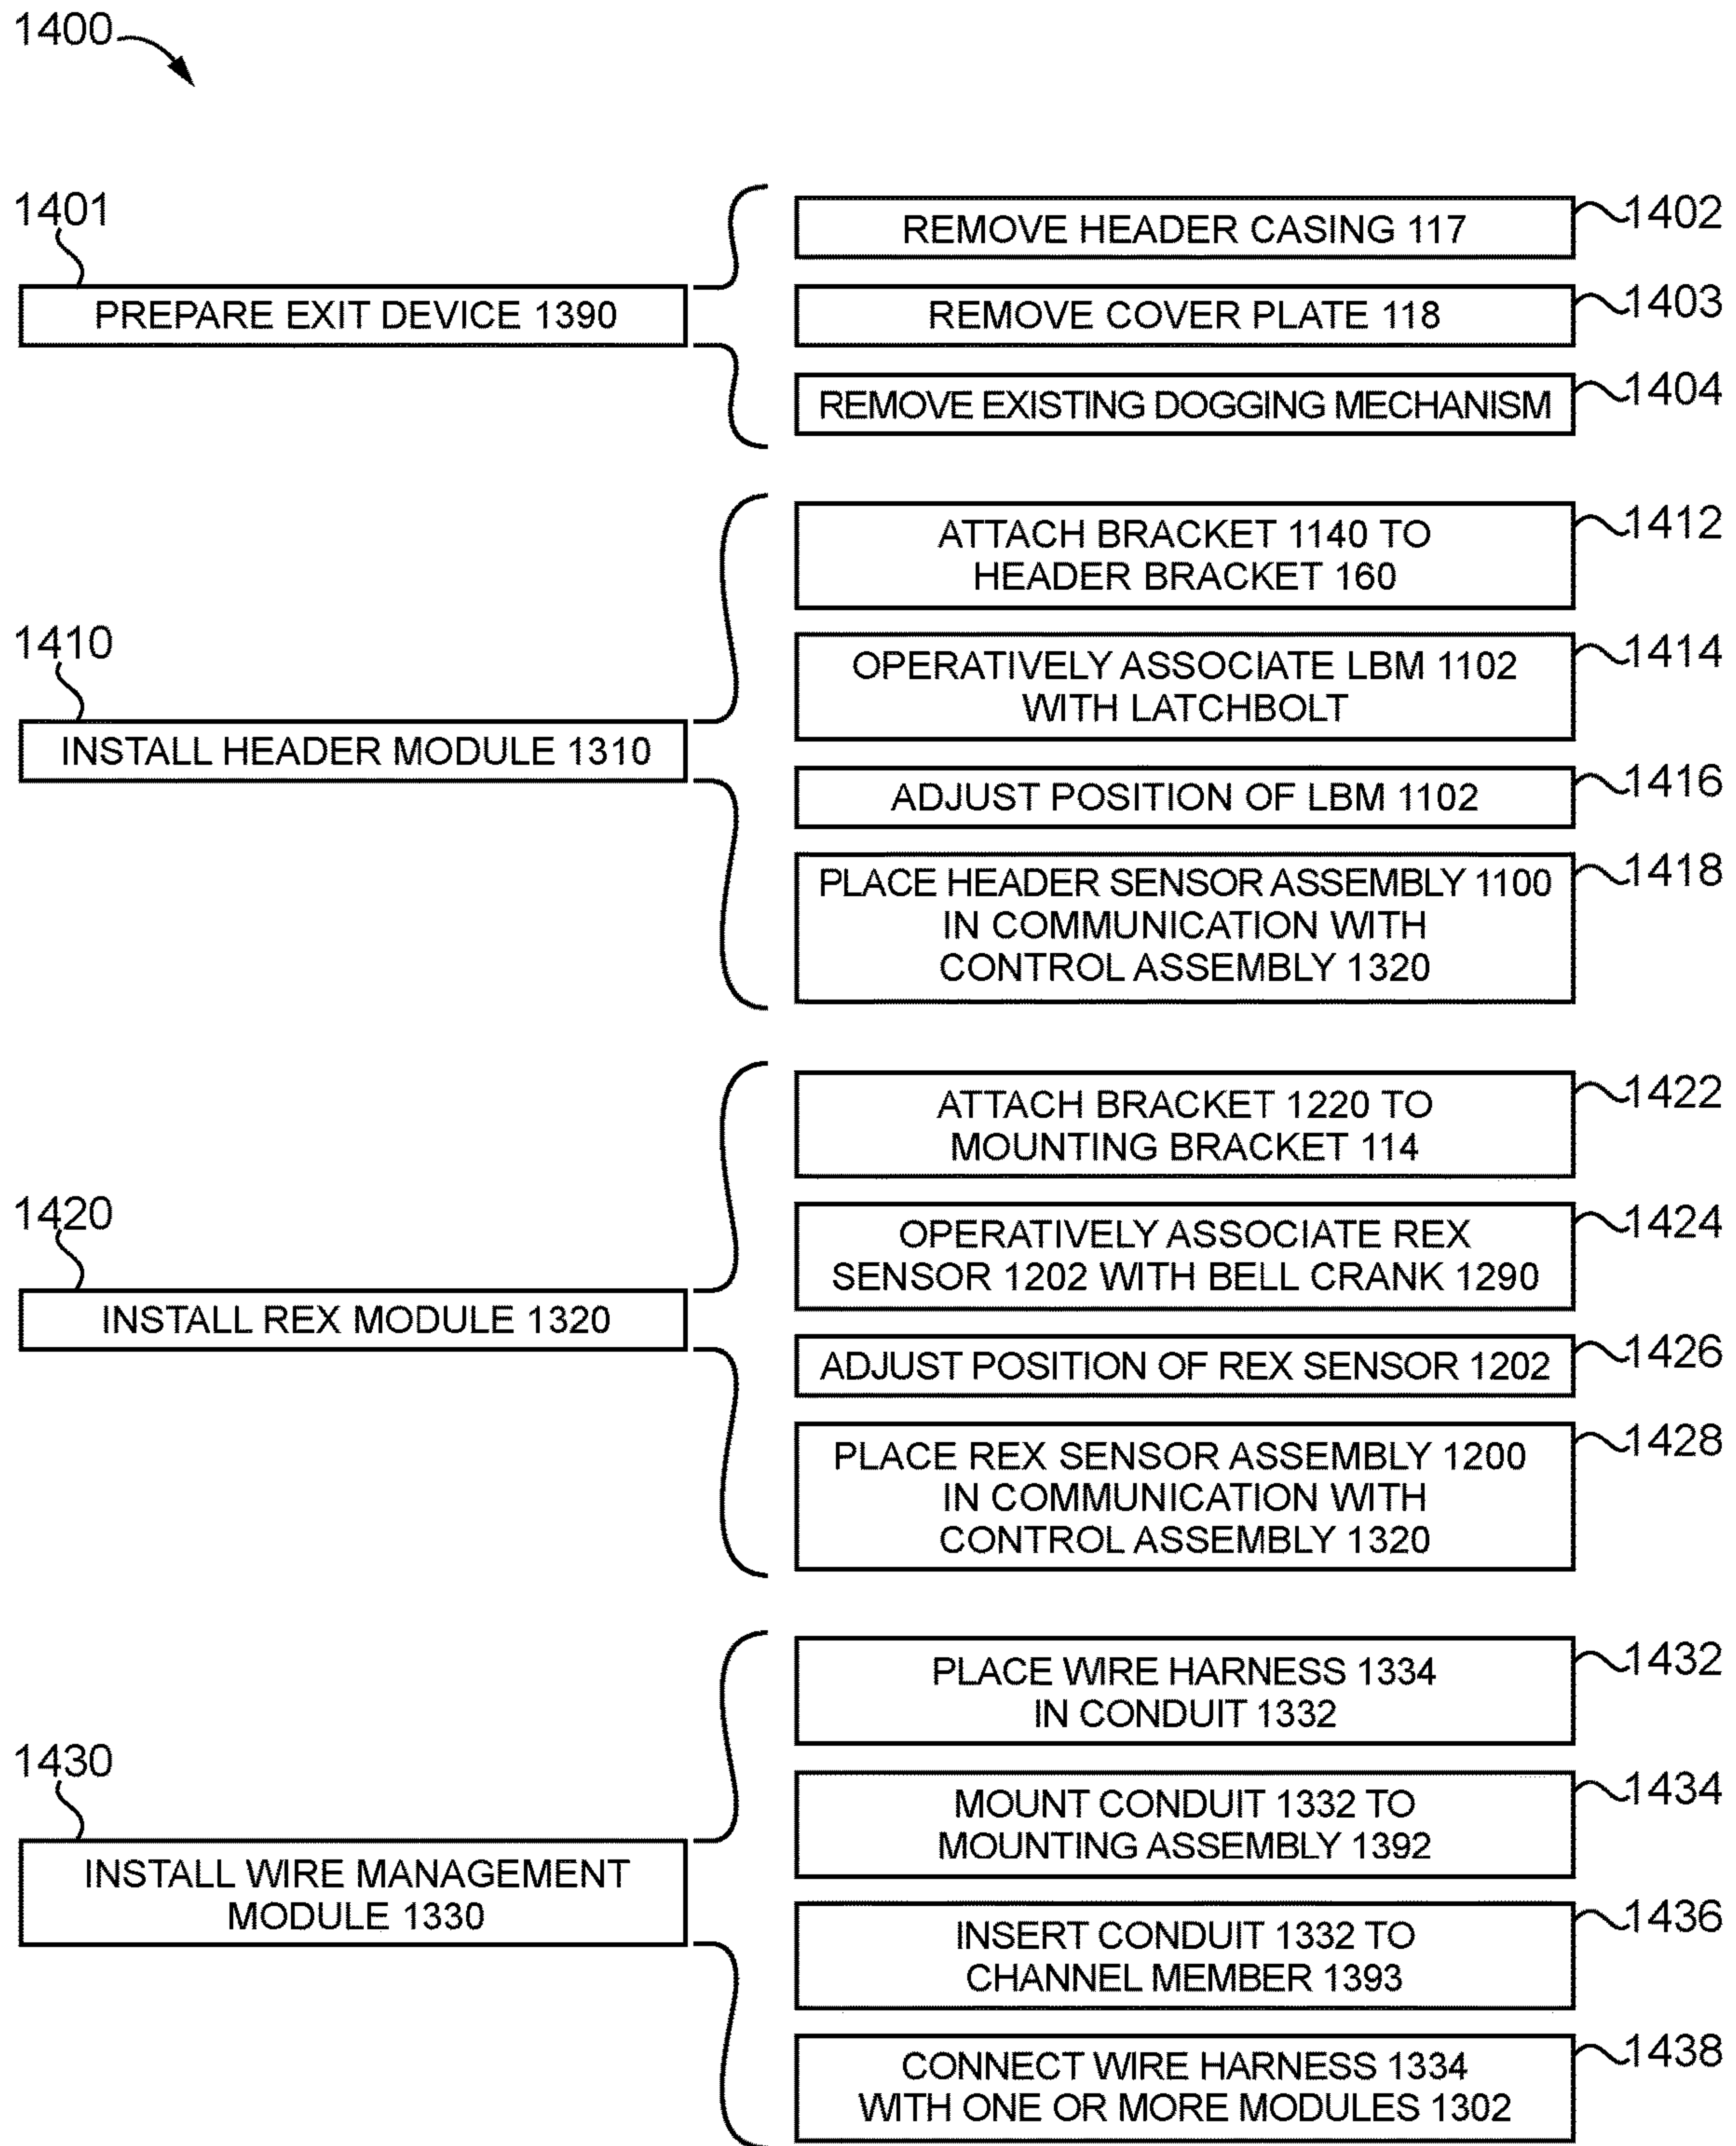 1400
1401
PREPARE EXIT DEVICE 1390
REMOVE HEADER CASING 117
1402
REMOVE COVER PLATE 118
1403
REMOVE EXISTING DOGGING MECHANISM
1404
1410
INSTALL HEADER MODULE 1310
ATTACH BRACKET 1140 TO
HEADER BRACKET 160
1412
OPERATIVELY ASSOCIATE LBM 1102
WITH LATCHBOLT
1414
ADJUST POSITION OF LBM 1102
1416
PLACE HEADER SENSOR ASSEMBLY 1100
IN COMMUNICATION WITH
CONTROL ASSEMBLY 1320
1418
1420
INSTALL REX MODULE 1320
ATTACH BRACKET 1220 TO
MOUNTING BRACKET 114
1422
OPERATIVELY ASSOCIATE REX
SENSOR 1202 WITH BELL CRANK 1290
1424
ADJUST POSITION OF REX SENSOR 1202
1426
PLACE REX SENSOR ASSEMBLY 1200
IN COMMUNICATION WITH
CONTROL ASSEMBLY 1320
1428
1430
INSTALL WIRE MANAGEMENT
MODULE 1330
PLACE WIRE HARNESS 1334
IN CONDUIT 1332
1432
MOUNT CONDUIT 1332 TO
MOUNTING ASSEMBLY 1392
1434
INSERT CONDUIT 1332 TO
CHANNEL MEMBER 1393
1436
CONNECT WIRE HARNESS 1334
WITH ONE OR MORE MODULES 1302
1438